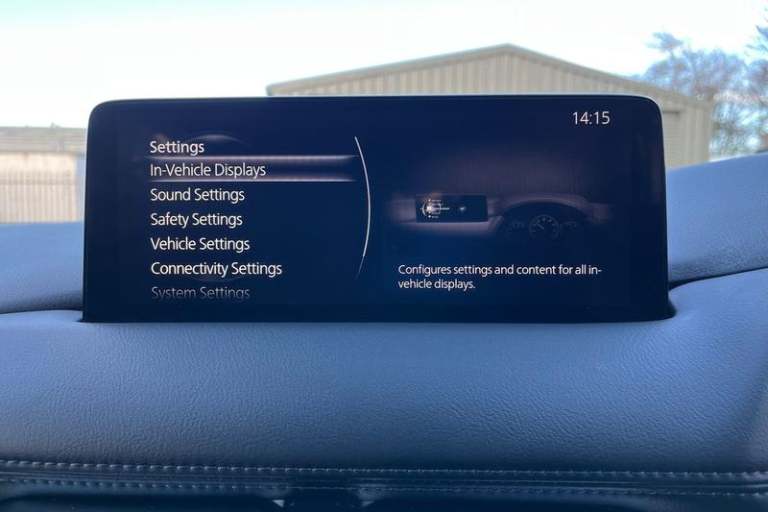 14:15
Settings
In-Vehicle Displays
Sound Settings
Safety Settings
Vehicle Settings
Connectivity Settings
System Settings
Configures settings and content for all in-
vehicle displays.